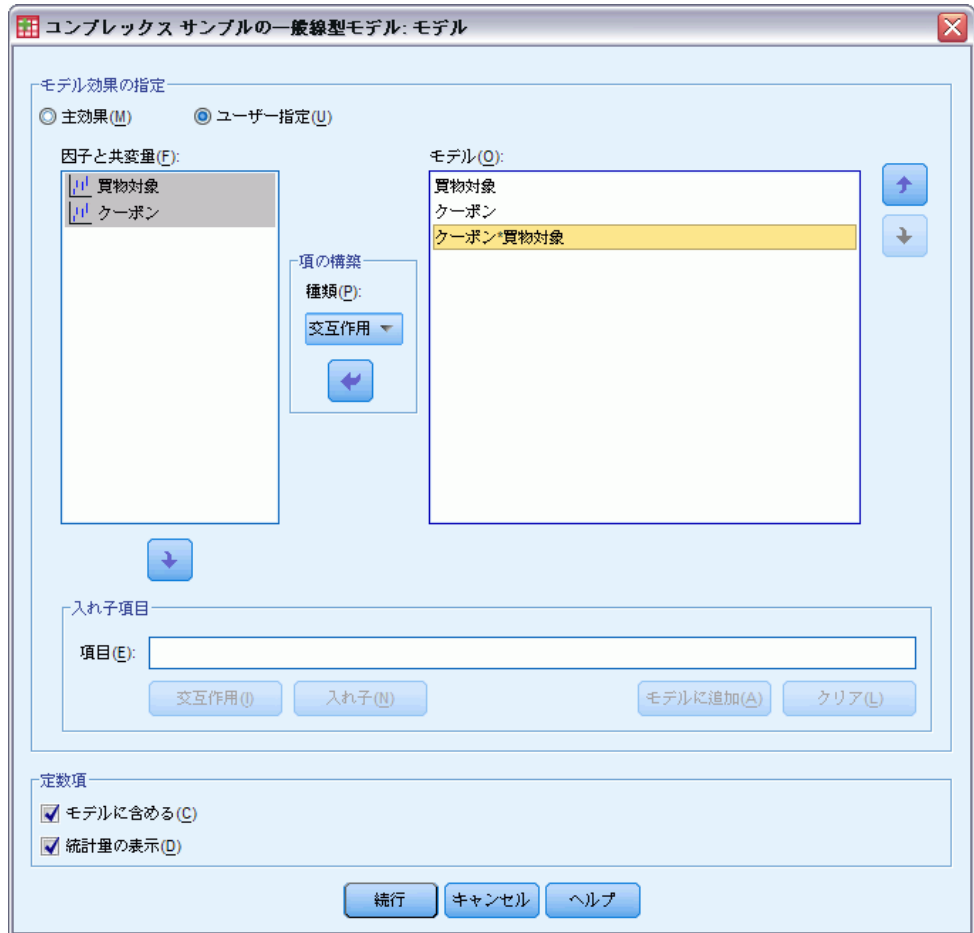 コンプレックス サンプルの一般線型モデル: モデル
モデル効果の指定
主効果(M)
ユーザー指定(U)
因子と共変量(F):
買物対象
クーポン
項の構築
種類(P):
交互作用
モデル(O):
買物対象
クーポン
クーポン*買物対象
入れ子項目
項目(E):
交互作用(I)
入れ子(N)
モデルに追加(A)
クリア(L)
定数項
モデルに含める(C)
統計量の表示(D)
続行
キャンセル
ヘルプ